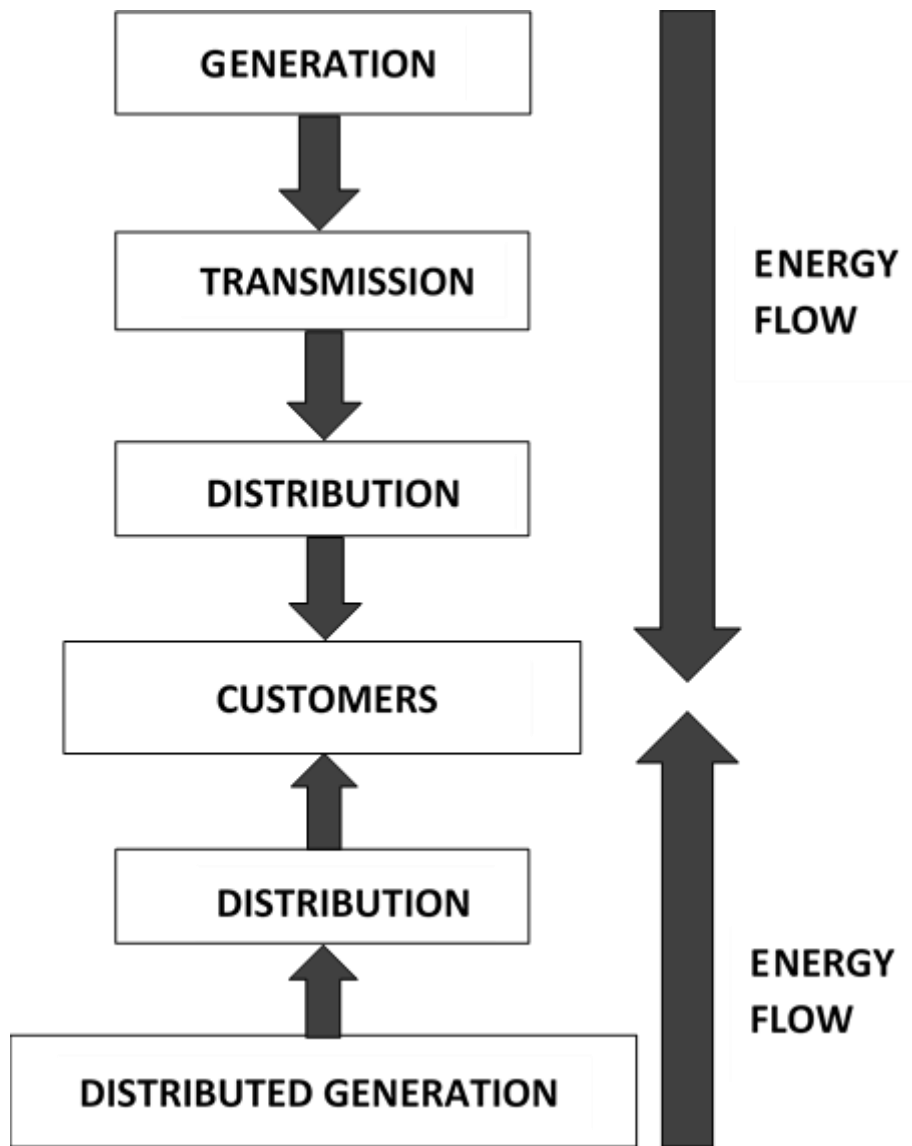 GENERATION
TRANSMISSION
ENERGY
FLOW
DISTRIBUTION
CUSTOMERS
DISTRIBUTION
ENERGY
FLOW
DISTRIBUTED GENERATION